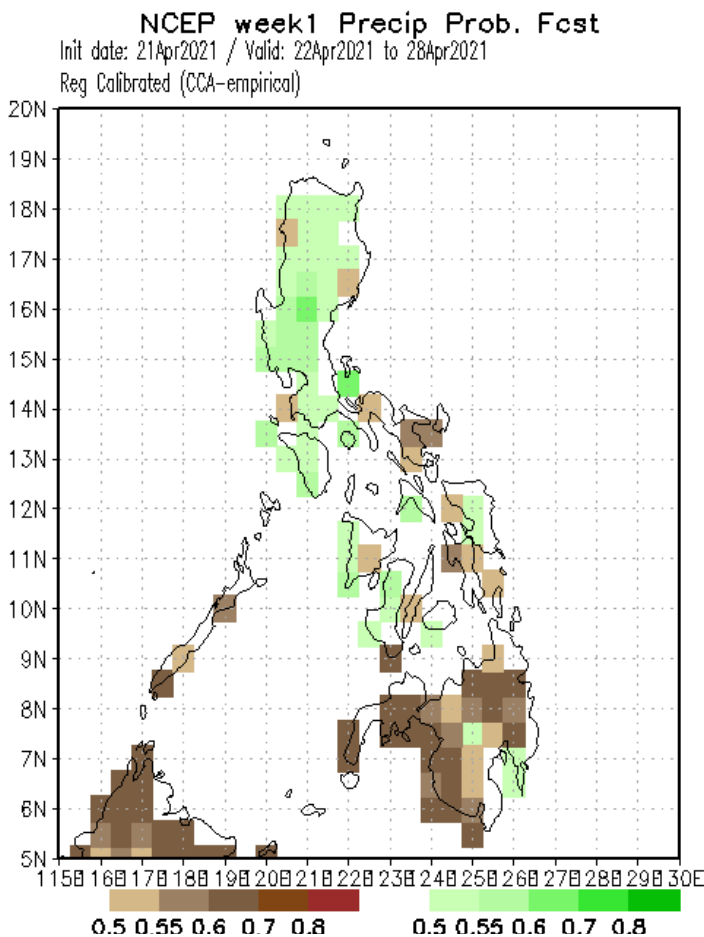 NCEP week1 Precip Prob. Fcst
Init date: 21Apr2021 / Valid: 22Apr2021 to 28Apr2021
Reg Calibrated (CCA-empirical)
20N
19N
18N
17N
16N
15N
14N
13N
12N
11N
10N
9N
8N
7N
6N
5N
130E
0.5 0.55 0.6 0.7 0.8 0.5 0.55 0.6 0.7 0.8